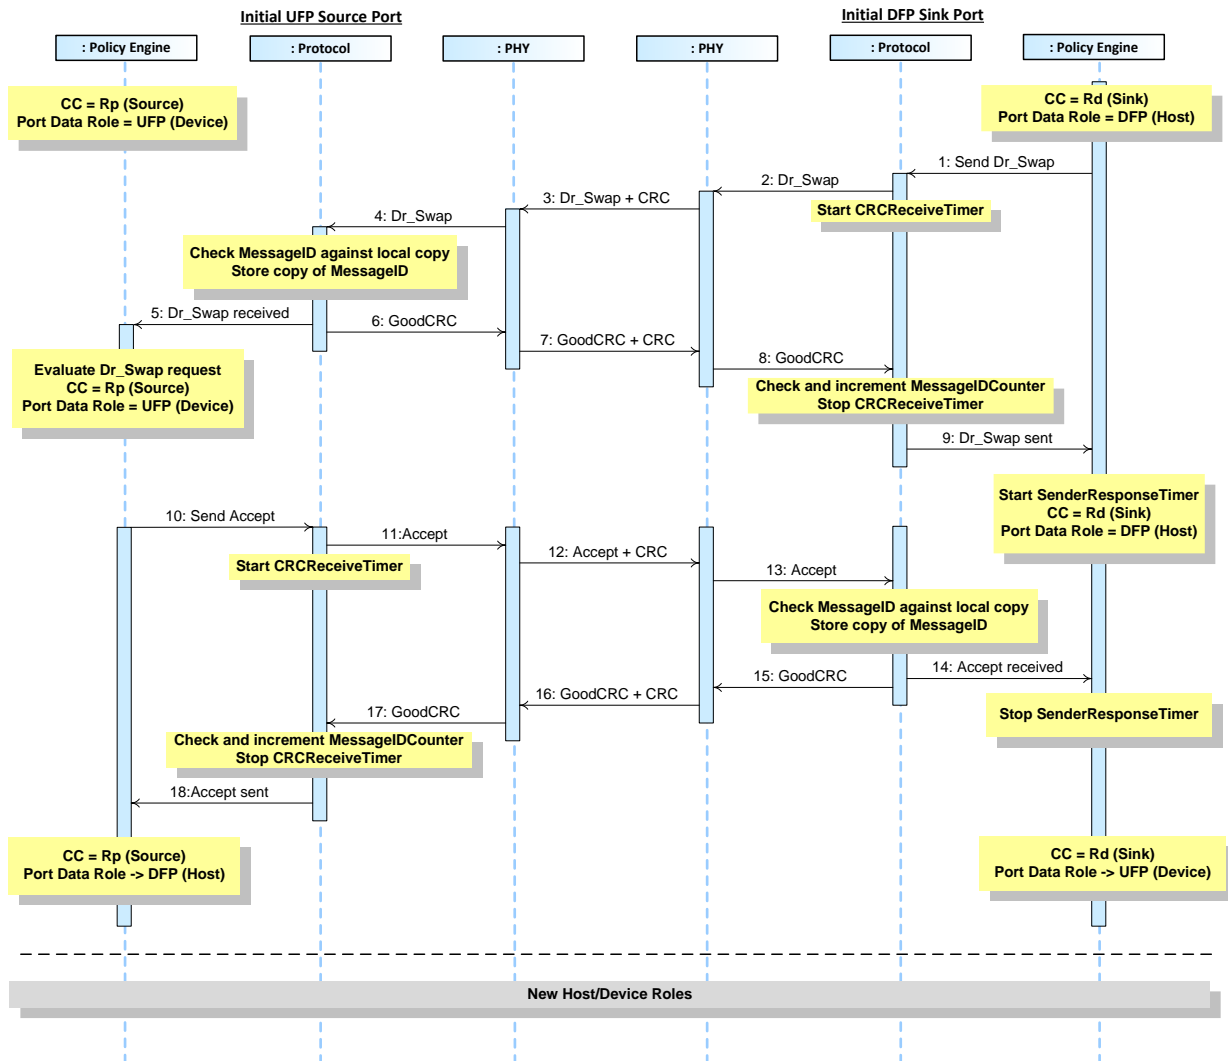 Initial UFP Source Port
Initial DFP Sink Port
: Policy Engine
: Protocol
: PHY
: PHY
: Protocol
: Policy Engine
CC = Rp (Source)
Port Data Role = UFP (Device)
CC = Rd (Sink)
Port Data Role = DFP (Host)
1: Send Dr_Swap
2: Dr_Swap
Start CRCReceiveTimer
3: Dr_Swap + CRC
4: Dr_Swap
Check MessageID against local copy
Store copy of MessageID
5: Dr_Swap received
6: GoodCRC
7: GoodCRC + CRC
8: GoodCRC
Evaluate Dr_Swap request
CC = Rp (Source)
Port Data Role = UFP (Device)
Check and increment MessageIDCounter
Stop CRCReceiveTimer
9: Dr_Swap sent
Start SenderResponseTimer
CC = Rd (Sink)
Port Data Role = DFP (Host)
10: Send Accept
11:Accept
Start CRCReceiveTimer
12: Accept + CRC
13: Accept
Check MessageID against local copy
Store copy of MessageID
14: Accept received
15: GoodCRC
16: GoodCRC + CRC
17: GoodCRC
Stop SenderResponseTimer
Check and increment MessageIDCounter
Stop CRCReceiveTimer
18:Accept sent
CC = Rp (Source)
Port Data Role -> DFP (Host)
CC = Rd (Sink)
Port Data Role -> UFP (Device)
New Host/Device Roles